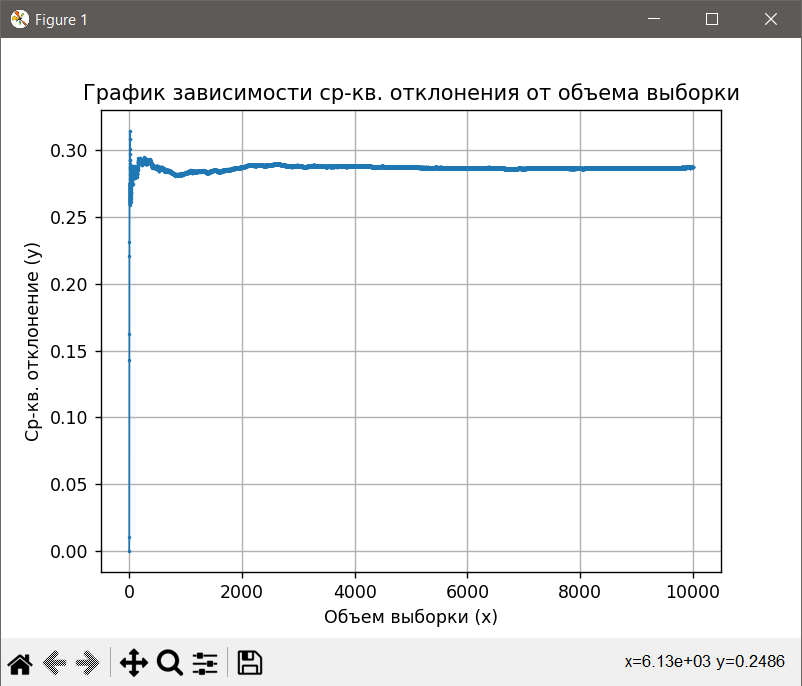 Figure 1
График зависимости ср-кв. отклонения от объема выборки
0.30
0.25
0.20
0.15
0.10
0.05
0.00
Ср-кв. отклонение (y)
0 2000 4000 6000 8000 10000
Объем выборки (x)
x=6.13e+03 y=0.2486